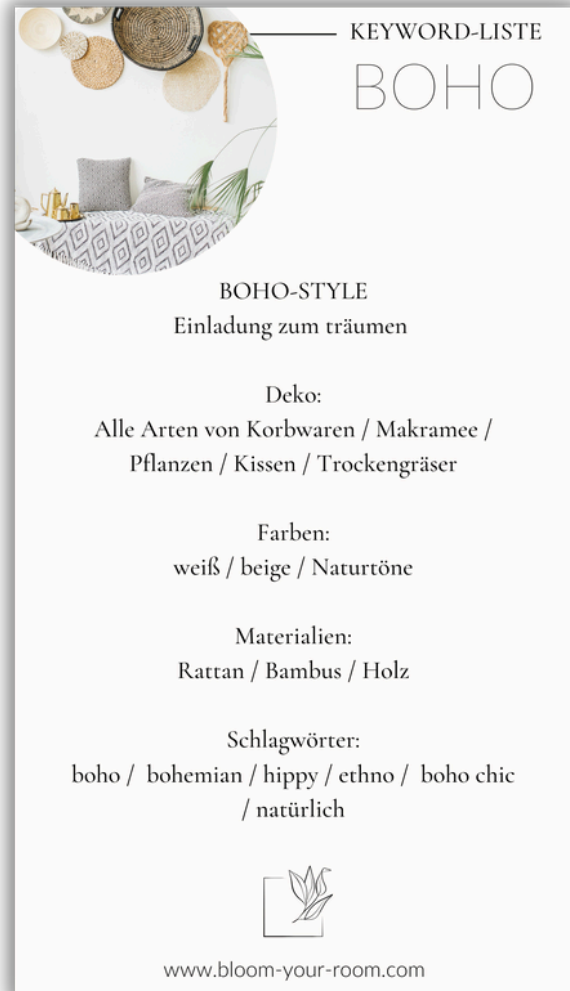 KEYWORD-LISTE
BOHO
BOHO-STYLE
Einladung zum träumen
Deko:
Alle Arten von Korbwaren / Makramee /
Pflanzen / Kissen / Trockengräser
Farben:
weiß / beige / Naturtöne
Materialien:
Rattan / Bambus / Holz
Schlagwörter:
boho / bohemian / hippy / ethno / boho chic
/ natürlich
www.bloom-your-room.com